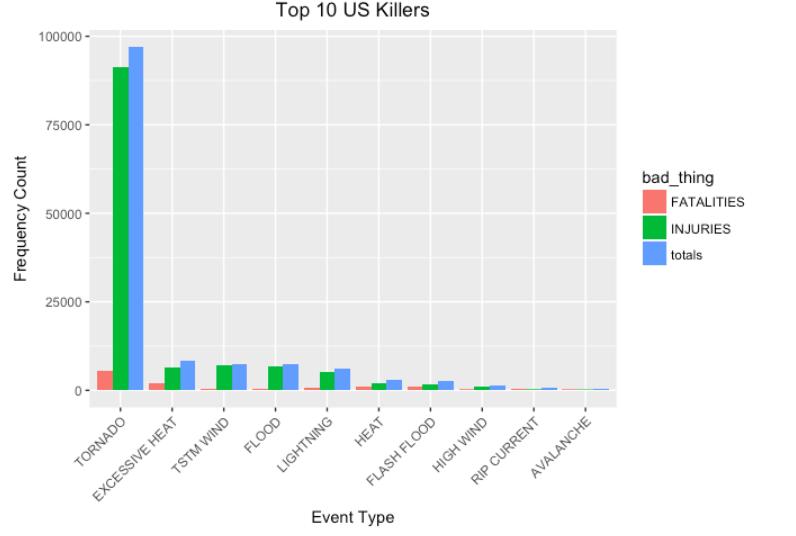 Top 10 US Killers
100000
75000
50000
25000
0
Frequency Count
TORNADO
EXCESSIVE HEAT
TSTM WIND
FLOOD
LIGHTNING
HEAT
FLASH FLOOD
HIGH WIND
RIP CURRENT
AVALANCHE
Event Type
bad_thing
FATALITIES
INJURIES
totals